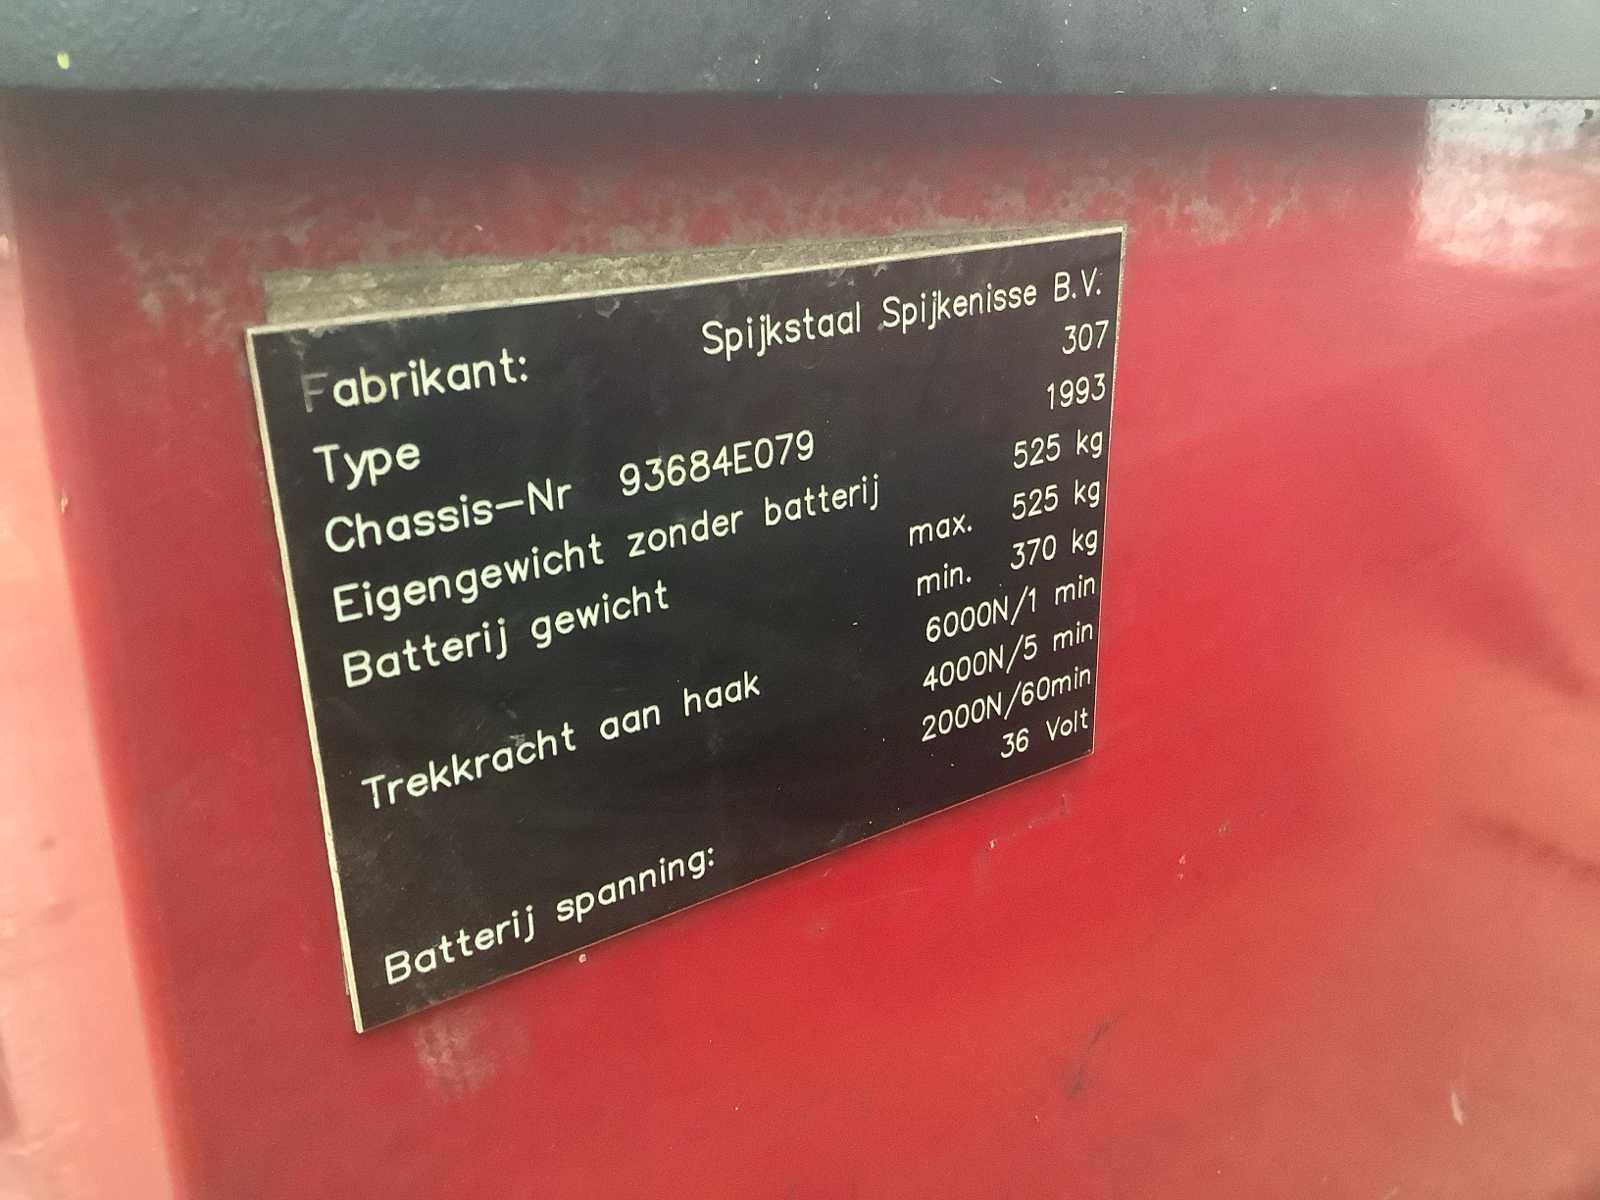 Fabrikant: Spijkstaal Spijkenisse B.V.
Type 307
Chassis-Nr 93684E079 1993
Eigengewicht zonder batterij 525 kg
Batterij gewicht max. 525 kg
min. 370 kg
Trekkracht aan haak 6000N/1 min
4000N/5 min
2000N/60min
Batterij spanning: 36 Volt